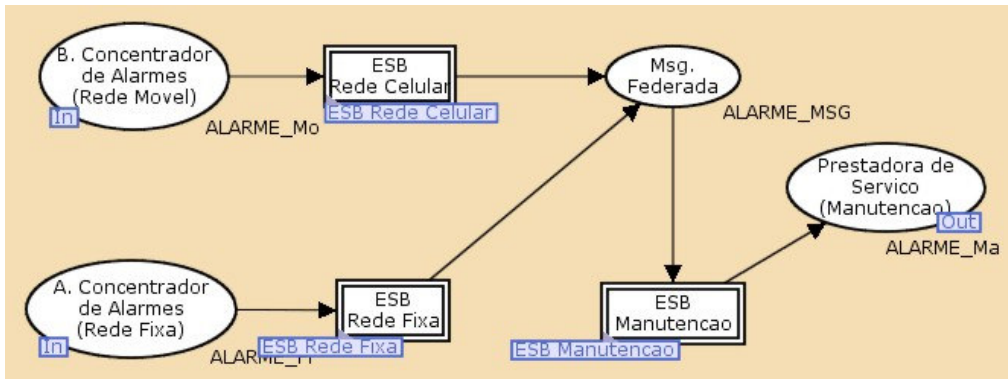 B. Concentrador
de Alarmes
(Rede Movel)
In
ALARME_Mo
ESB
Rede Celular
ESB Rede Celular
Msg.
Federada
ALARME_MSG
Prestadora de
Servico
(Manutencao)
Out
ALARME_Ma
A. Concentrador
de Alarmes
(Rede Fixa)
In
ESB
Rede Fixa
ESB Rede Fixa
ESB
Manutencao
ESB Manutencao